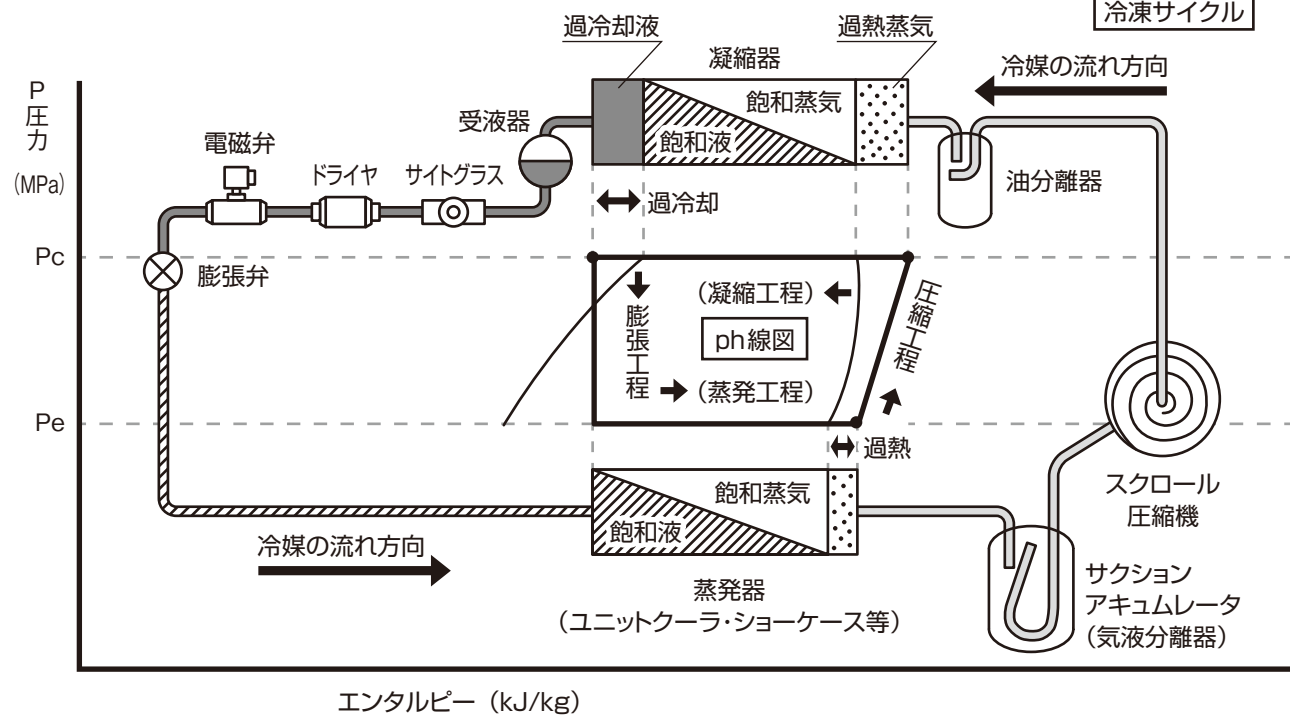 冷凍サイクル
過冷却液
過熱蒸気
凝縮器
冷媒の流れ方向
P
圧
力
(MPa)
電磁弁
ドライヤ
サイトグラス
受液器
飽和蒸気
飽和液
油分離器
過冷却
Pc
膨張弁
(凝縮工程)
膨張工程
ph線図
圧縮工程
(蒸発工程)
Pe
過熱
スクロール
圧縮機
飽和蒸気
飽和液
冷媒の流れ方向
蒸発器
(ユニットクーラ・ショーケース等)
サクション
アキュムレータ
(気液分離器)
エンタルピー (kJ/kg)